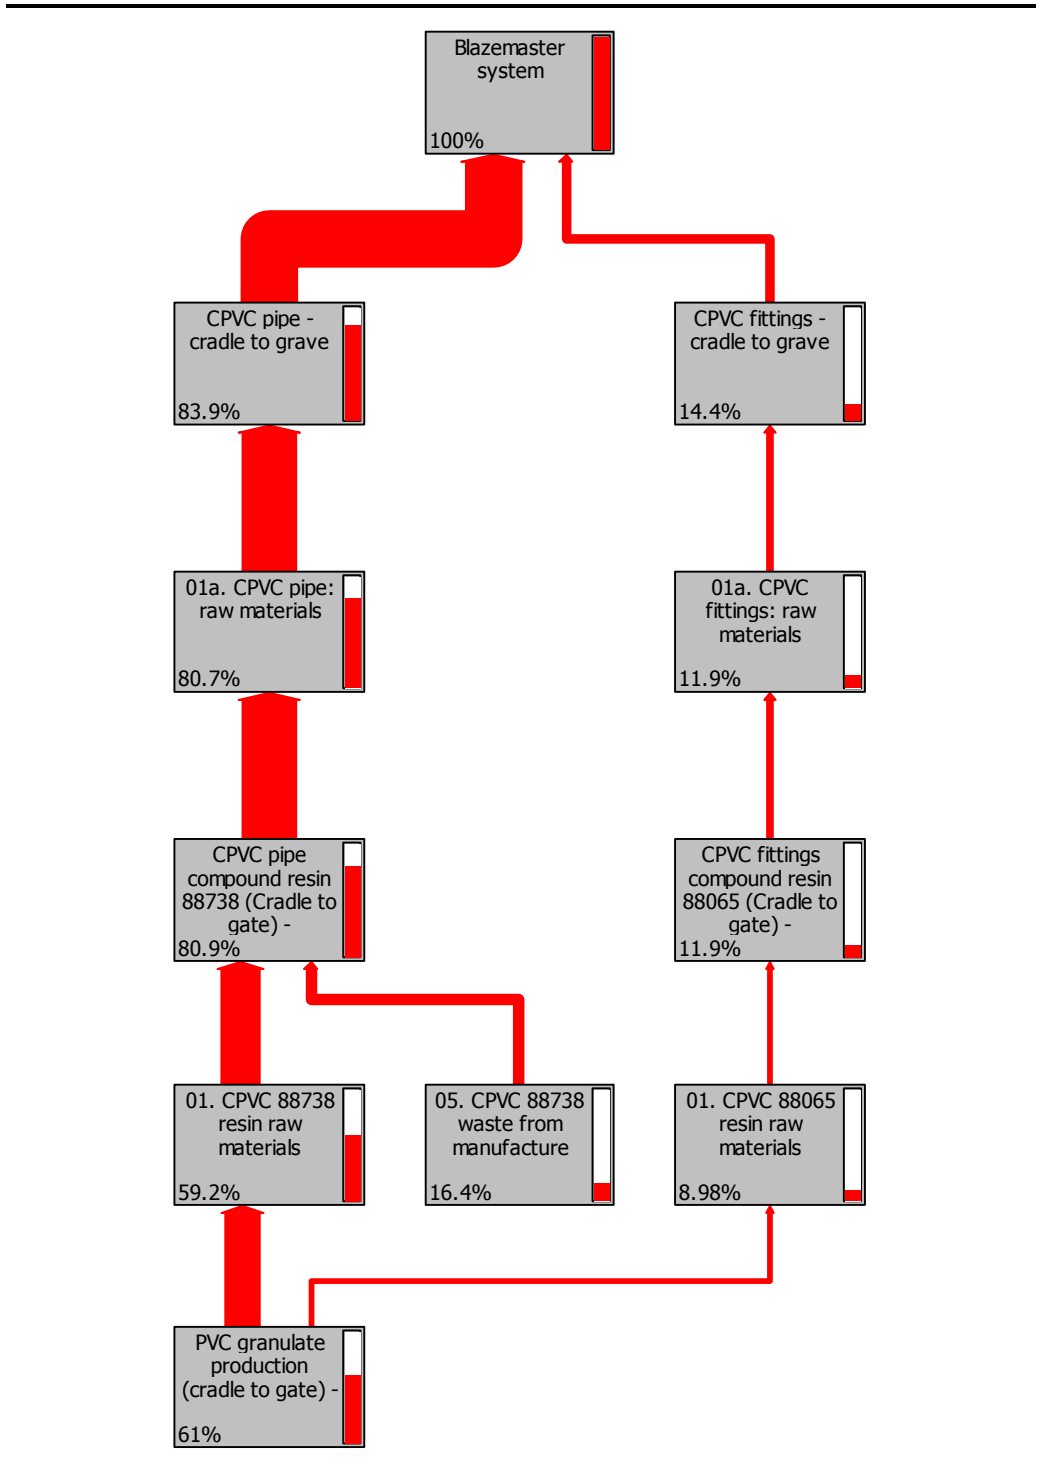 Blazemaster
system
100%
CPVC pipe -
cradle to grave
83.9%
CPVC fittings -
cradle to grave
14.4%
01a. CPVC pipe:
raw materials
80.7%
01a. CPVC
fittings: raw
materials
11.9%
CPVC pipe
compound resin
88738 (Cradle to
gate) -
80.9%
CPVC fittings
compound resin
88065 (Cradle to
gate) -
11.9%
01. CPVC 88738
resin raw
materials
59.2%
05. CPVC 88738
waste from
manufacture
16.4%
01. CPVC 88065
resin raw
materials
8.98%
PVC granulate
production
(cradle to gate) -
61%